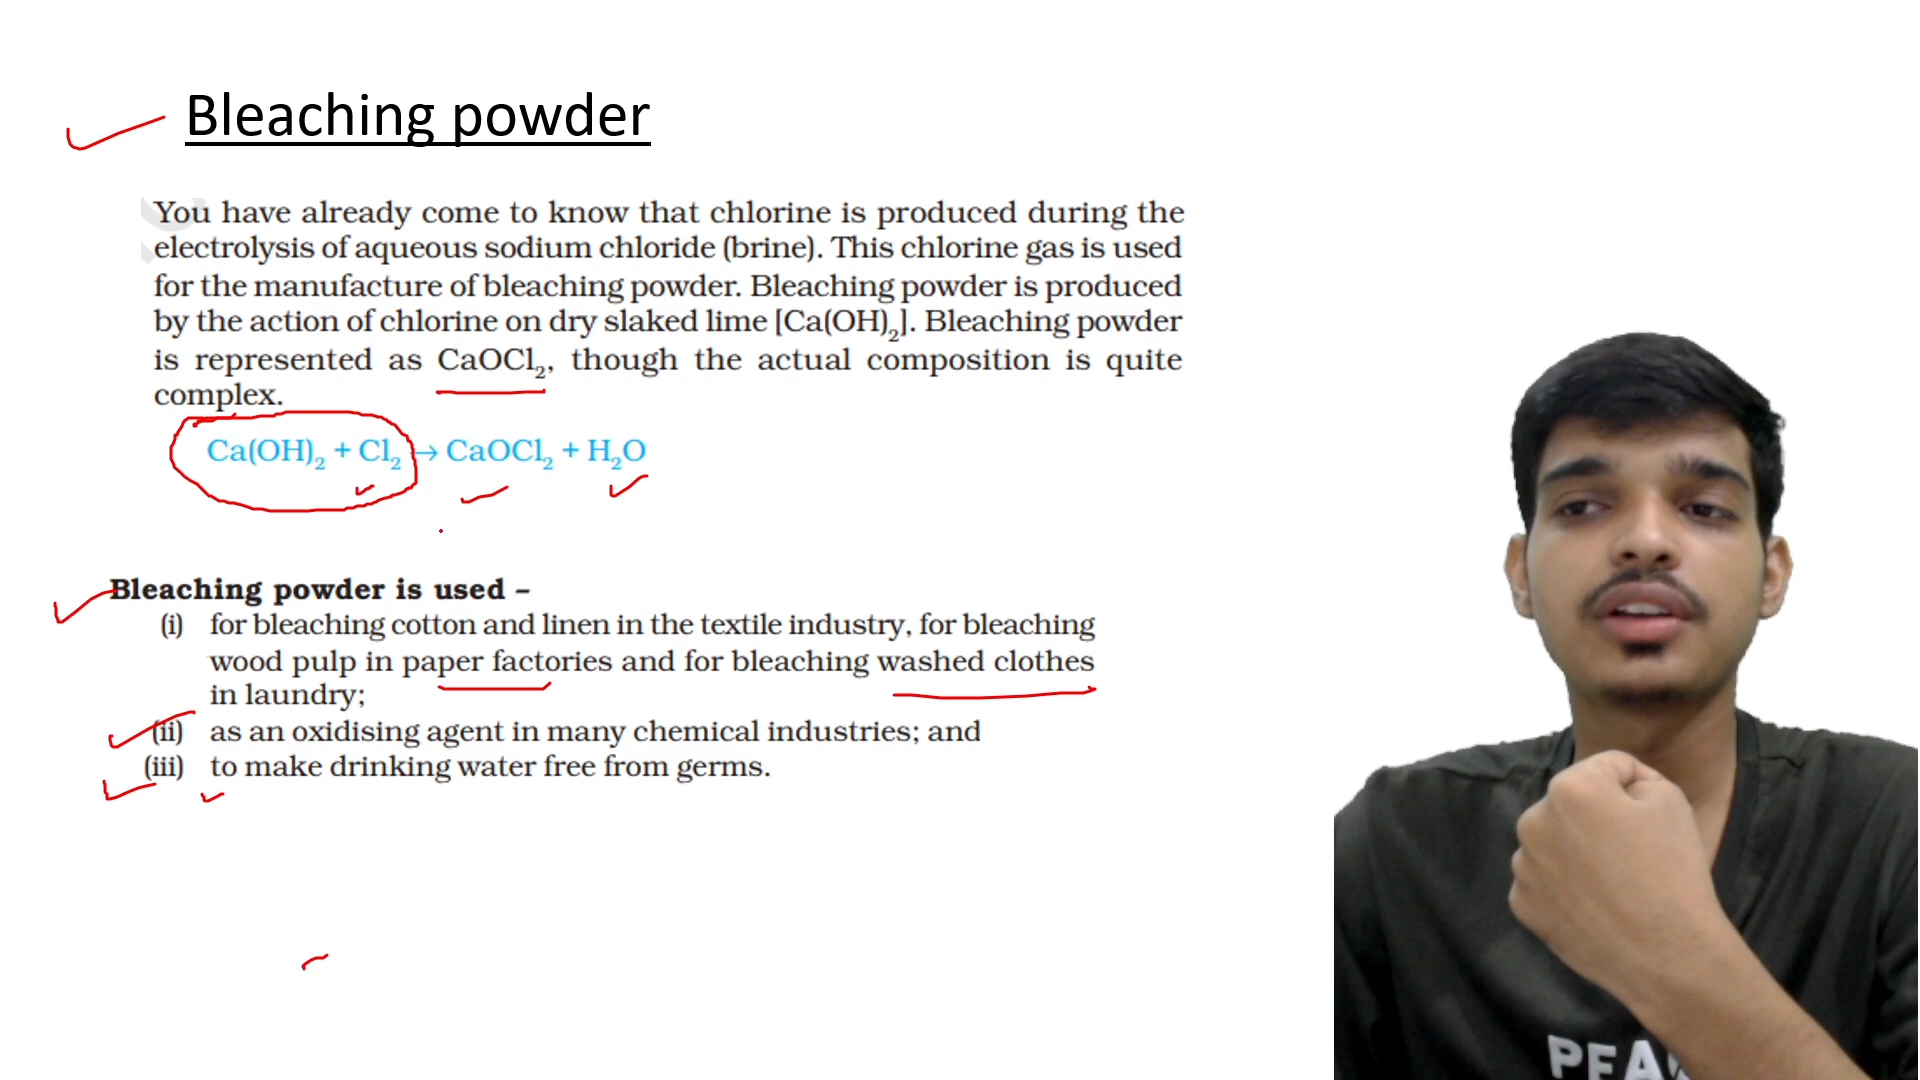 Bleaching powder
You have already come to know that chlorine is produced during the
electrolysis of aqueous sodium chloride (brine). This chlorine gas is used
for the manufacture of bleaching powder. Bleaching powder is produced
by the action of chlorine on dry slaked lime [Ca(OH)₂]. Bleaching powder
is represented as CaOCl₂, though the actual composition is quite
complex.
Ca(OH)₂ + Cl₂ → CaOCl₂ + H₂O
Bleaching powder is used –
(i) for bleaching cotton and linen in the textile industry, for bleaching
wood pulp in paper factories and for bleaching washed clothes
in laundry;
(ii) as an oxidising agent in many chemical industries; and
(iii) to make drinking water free from germs.